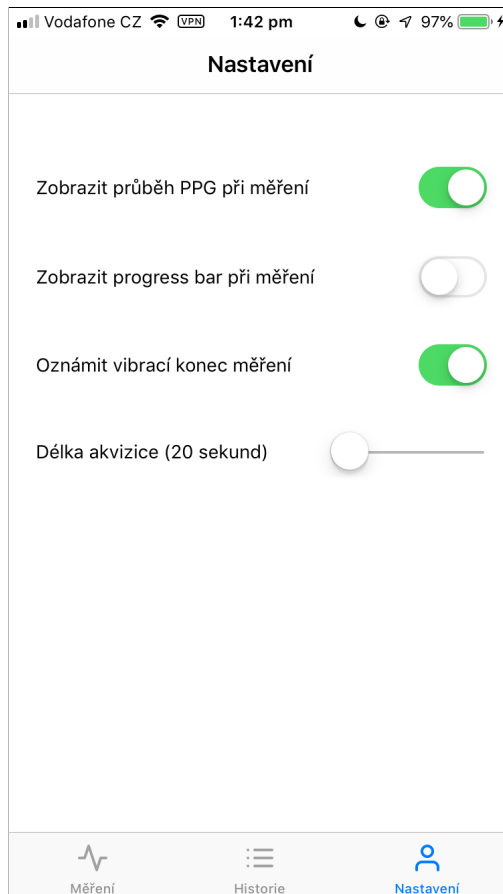 Vodafone CZ VPN 1:42 pm 97%
Nastavení
Zobrazit průběh PPG při měření
Zobrazit progress bar při měření
Oznámit vibrací konec měření
Délka akvizice (20 sekund)
Měření Historie Nastavení